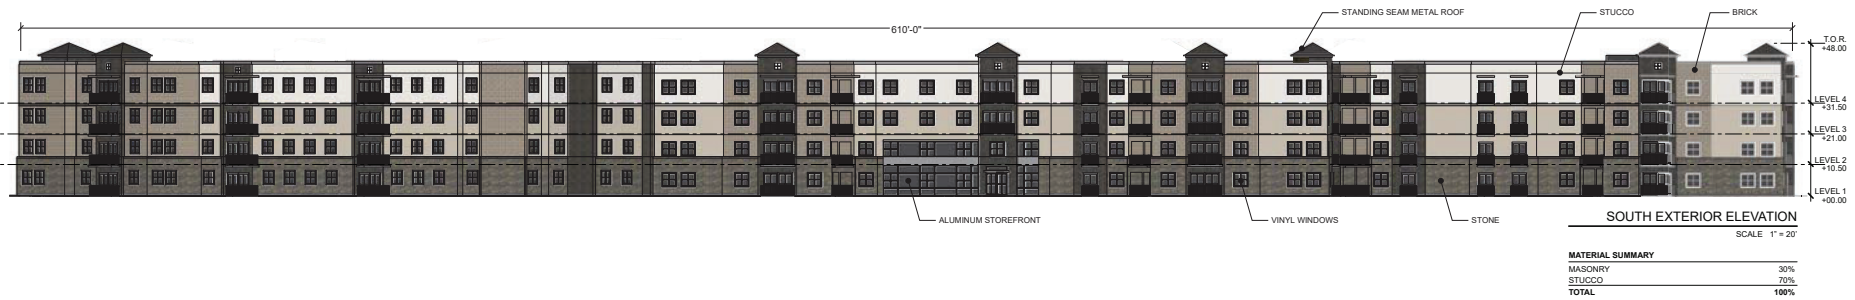 STANDING SEAM METAL ROOF
STUCCO
BRICK
610'-0"
T.O.R.
+48.00
LEVEL 4
+31.50
LEVEL 3
+21.00
LEVEL 2
+10.50
LEVEL 1
+00.00
ALUMINUM STOREFRONT
VINYL WINDOWS
STONE
SOUTH EXTERIOR ELEVATION
SCALE 1" = 20'
MATERIAL SUMMARY
MASONRY 30%
STUCCO 70%
TOTAL 100%